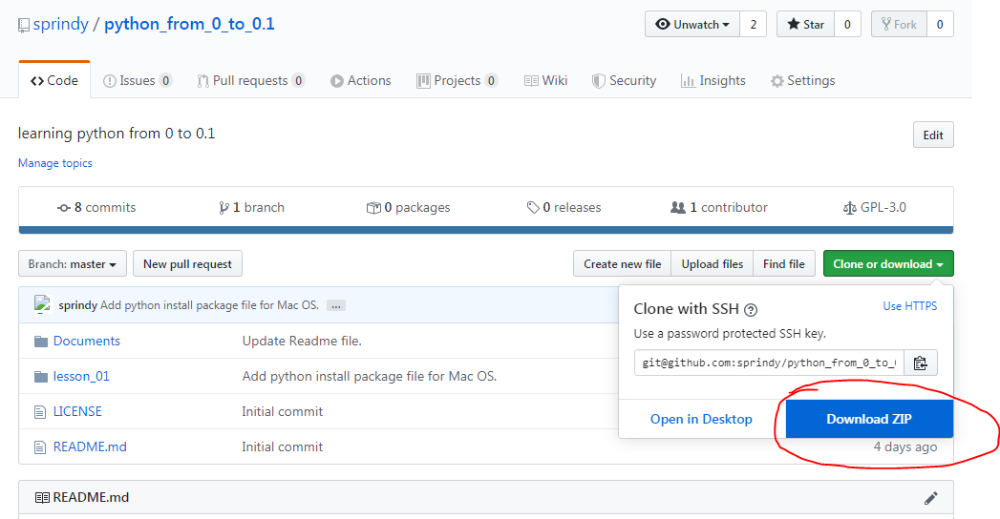 sprindy / python_from_0_to_0.1
Unwatch 2 Star 0 Fork 0
Code Issues 0 Pull requests 0 Actions Projects 0 Wiki Security Insights Settings
learning python from 0 to 0.1
Edit
Manage topics
8 commits 1 branch 0 packages 0 releases 1 contributor GPL-3.0
Branch: master New pull request Create new file Upload files Find file Clone or download
sprindy Add python install package file for Mac OS. ...
Clone with SSH ? Use HTTPS
Use a password protected SSH key.
git@github.com:sprindy/python_from_0_to_
Open in Desktop Download ZIP
Documents Update Readme file.
lesson_01 Add python install package file for Mac OS.
LICENSE Initial commit
README.md Initial commit 4 days ago
README.md